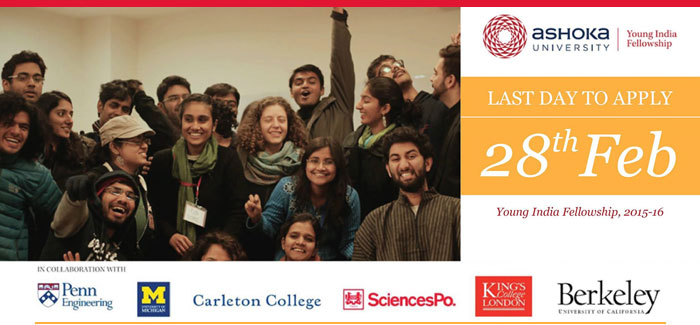 ASHOKA
UNIVERSITY
Young India
Fellowship
LAST DAY TO APPLY
28th Feb
Young India Fellowship, 2015-16
IN COLLABORATION WITH
Penn
Engineering
M
UNIVERSITY OF
MICHIGAN
Carleton College
SciencesPo.
KING'S
College
LONDON
Berkeley
UNIVERSITY OF CALIFORNIA